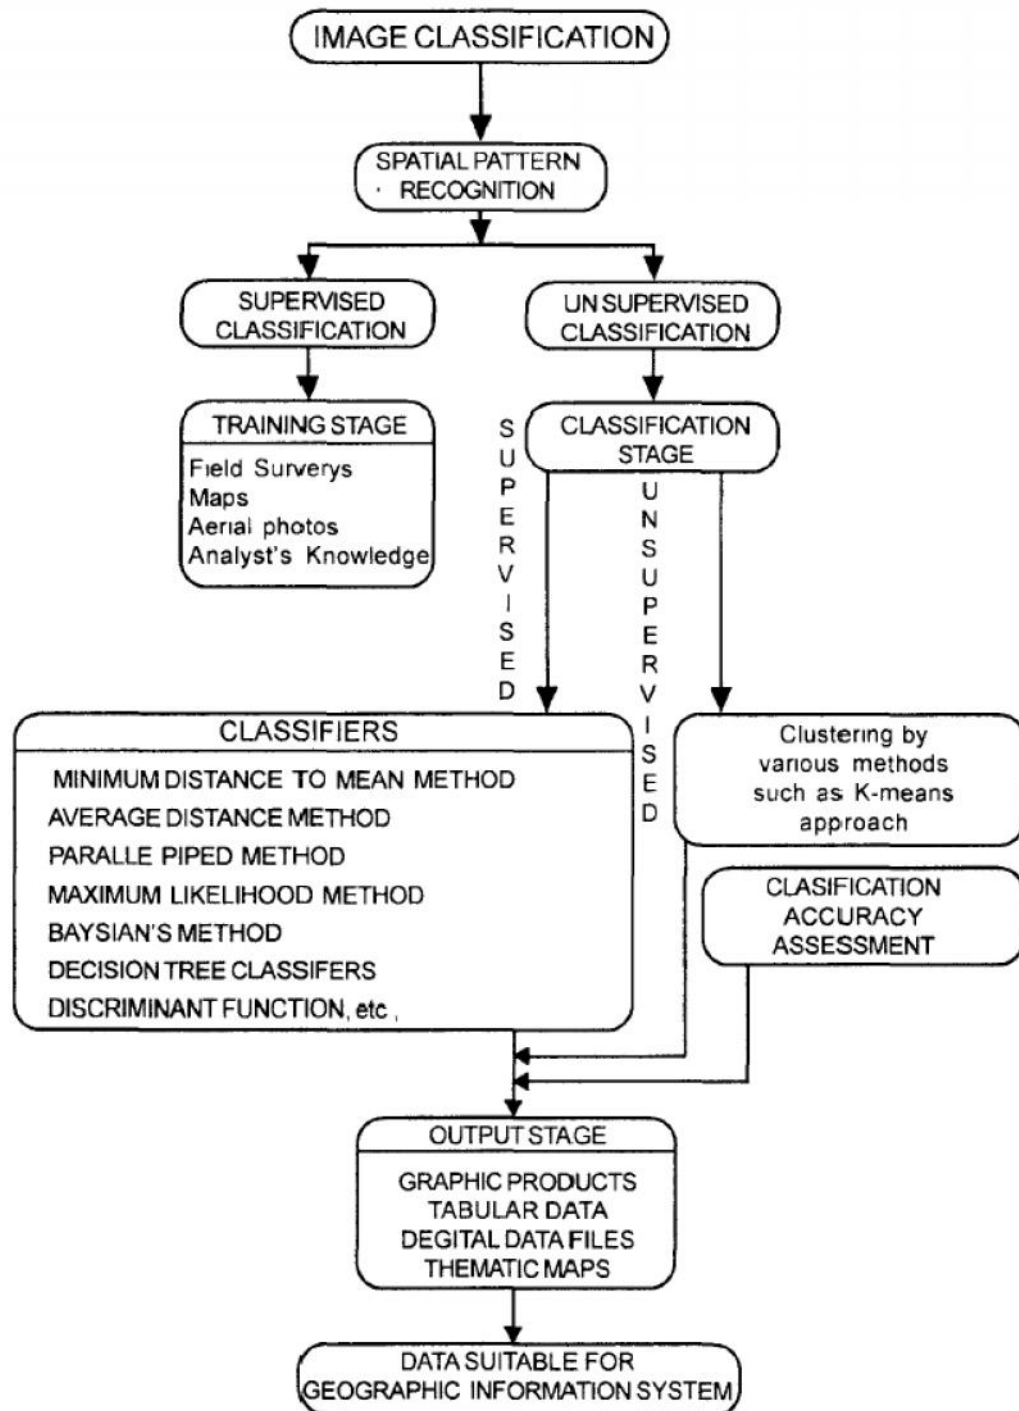 IMAGE CLASSIFICATION
SPATIAL PATTERN
RECOGNITION
SUPERVISED
CLASSIFICATION
UN SUPERVISED
CLASSIFICATION
TRAINING STAGE
Field Surverys
Maps
Aerial photos
Analyst's Knowledge
CLASSIFICATION
STAGE
SUPERVISED
UNSUPERVISED
CLASSIFIERS
MINIMUM DISTANCE TO MEAN METHOD
AVERAGE DISTANCE METHOD
PARALLE PIPED METHOD
MAXIMUM LIKELIHOOD METHOD
BAYSIAN'S METHOD
DECISION TREE CLASSIFERS
DISCRIMINANT FUNCTION, etc ,
Clustering by
various methods
such as K-means
approach
CLASIFICATION
ACCURACY
ASSESSMENT
OUTPUT STAGE
GRAPHIC PRODUCTS
TABULAR DATA
DEGITAL DATA FILES
THEMATIC MAPS
DATA SUITABLE FOR
GEOGRAPHIC INFORMATION SYSTEM